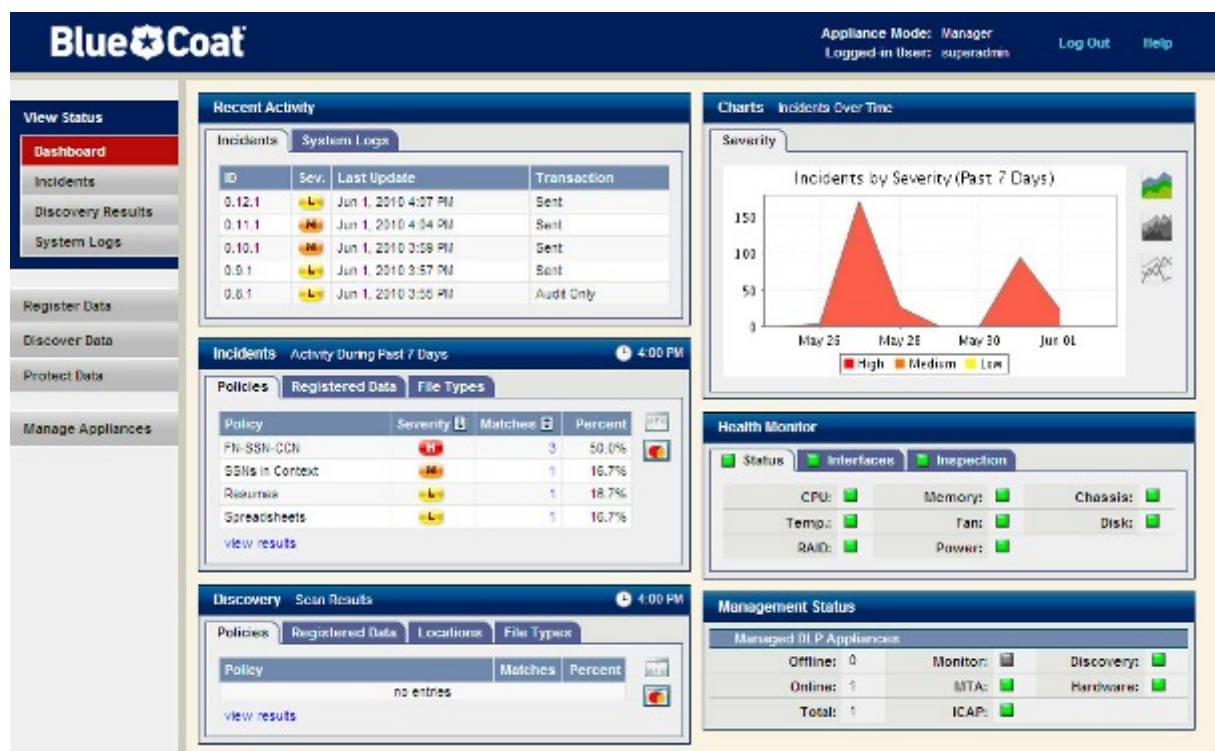 Blue Coat
Appliance Mode: Manager
Logged-in User: superadmin
Log Out
Help
View Status
Dashboard
Incidents
Discovery Results
System Logs
Register Data
Discover Data
Protect Data
Manage Appliances
Recent Activity
Incidents System Logs
ID Sev. Last Update Transaction
0.12.1 L Jun 1, 2010 4:07 PM Sent
0.11.1 M Jun 1, 2010 4:04 PM Sent
0.10.1 M Jun 1, 2010 3:59 PM Sent
0.9.1 L Jun 1, 2010 3:57 PM Sent
0.8.1 L Jun 1, 2010 3:55 PM Audit Only
Incidents Activity During Past 7 Days 4:00 PM
Policies Registered Data File Types
Policy Severity Matches Percent
FN-SSN-CCN H 3 50.0%
SSNs in Context M 1 16.7%
Resumes L 1 16.7%
Spreadsheets L 1 16.7%
view results
Discovery Scan Results 4:00 PM
Policies Registered Data Locations File Types
Policy Matches Percent
no entries
view results
Charts Incidents Over Time
Severity
Incidents by Severity (Past 7 Days)
150
100
50
0
May 26 May 28 May 30 Jun 01
High Medium Low
Health Monitor
Status Interfaces Inspection
CPU: Memory: Chassis:
Temp.: Fan: Disk:
RAID: Power:
Management Status
Managed DLP Appliances
Offline: 0 Monitor: Discovery:
Online: 1 MTA: Hardware:
Total: 1 ICAP: